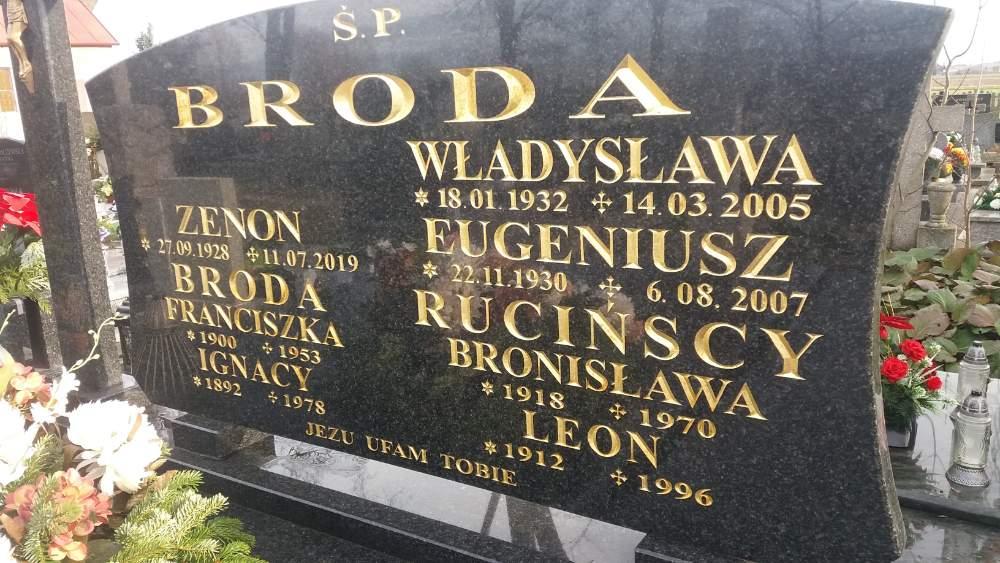 Ś.P.
BRODA
WŁADYSŁAWA
* 18.01.1932 ✢ 14.03.2005
ZENON
* 27.09.1928 ✢ 11.07.2019
EUGENIUSZ
* 22.11.1930 ✢ 6.08.2007
BRODA
FRANCISZKA
*1900 ✢1953
IGNACY
*1892 ✢1978
RUCIŃSCY
BRONISŁAWA
*1918 ✢1970
LEON
*1912 ✢1996
JEZU UFAM TOBIE